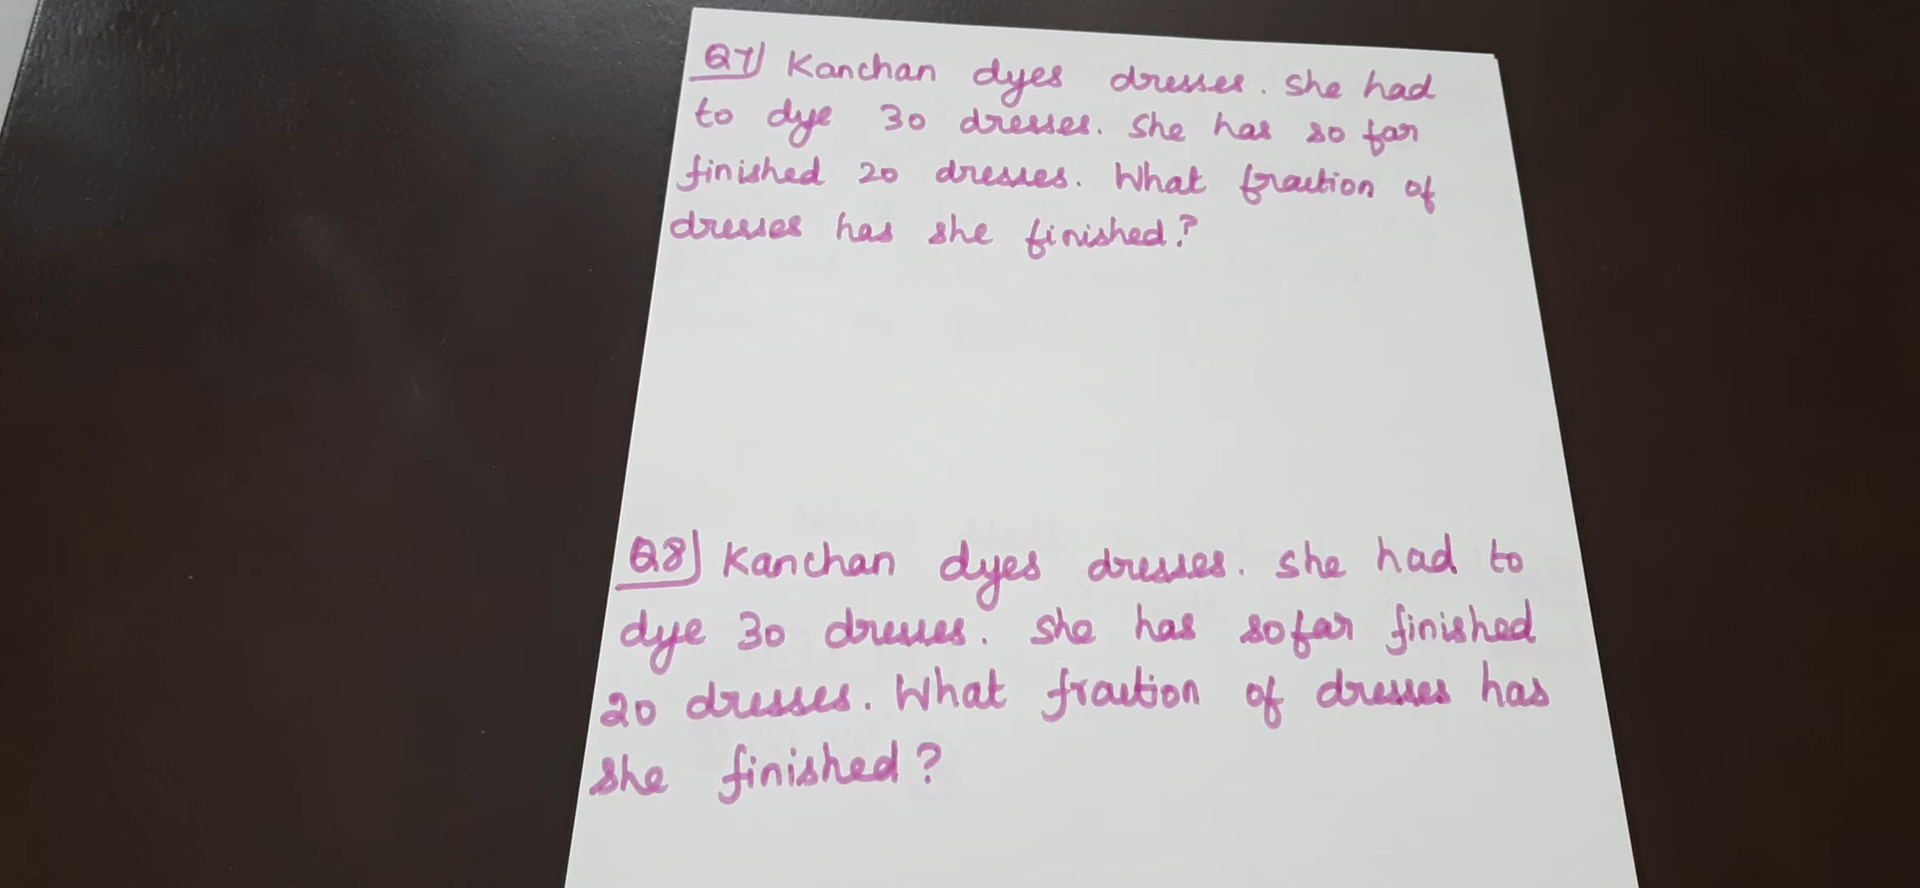 Q7) Kanchan dyes dresses. She had
to dye 30 dresses. She has so far
finished 20 dresses. What fraction of
dresses has she finished?
Q8) Kanchan dyes dresses. She had to
dye 30 dresses. She has sofar finished
20 dresses. What fraction of dresses has
she finished?